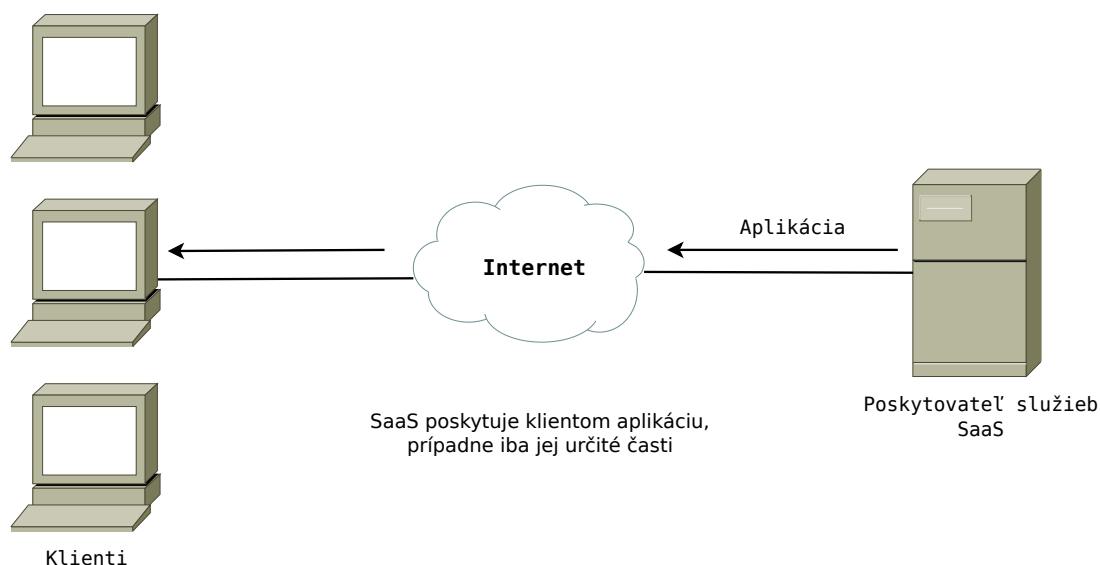 Aplikácia
Internet
Poskytovateľ služieb
SaaS
SaaS poskytuje klientom aplikáciu,
prípadne iba jej určité časti
Klienti